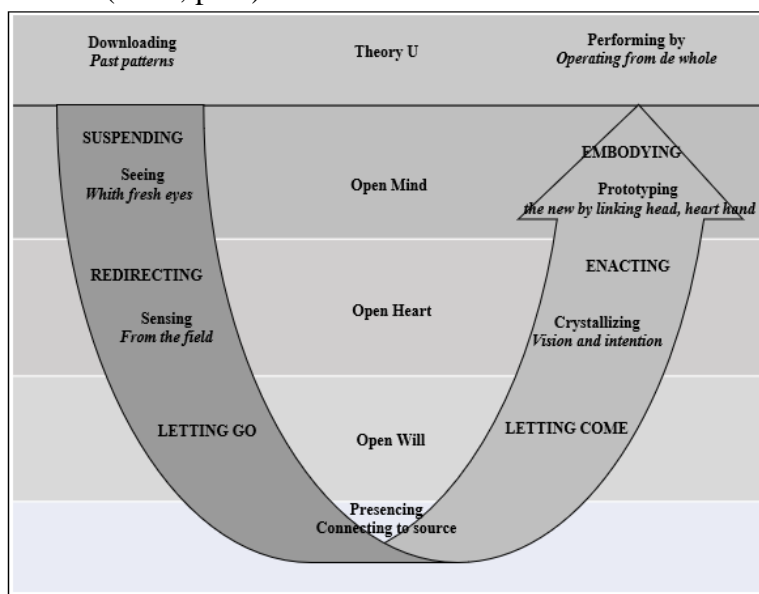 Downloading
Past patterns
Theory U
Performing by
Operating from de whole
SUSPENDING
Seeing
Whith fresh eyes
Open Mind
EMBODYING
Prototyping
the new by linking head, heart hand
REDIRECTING
Sensing
From the field
Open Heart
ENACTING
Crystallizing
Vision and intention
LETTING GO
Open Will
LETTING COME
Presencing
Connecting to source